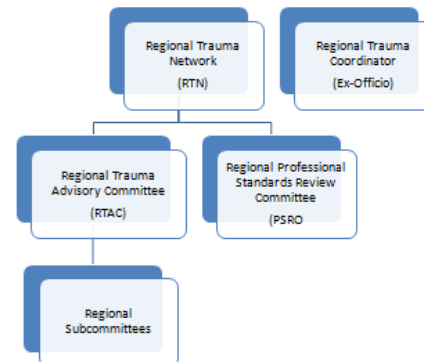 Regional Trauma
Network
(RTN)
Regional Trauma
Coordinator
(Ex-Officio)
Regional Trauma
Advisory Committee
(RTAC)
Regional Professional
Standards Review
Committee
(PSRO
Regional
Subcommittees